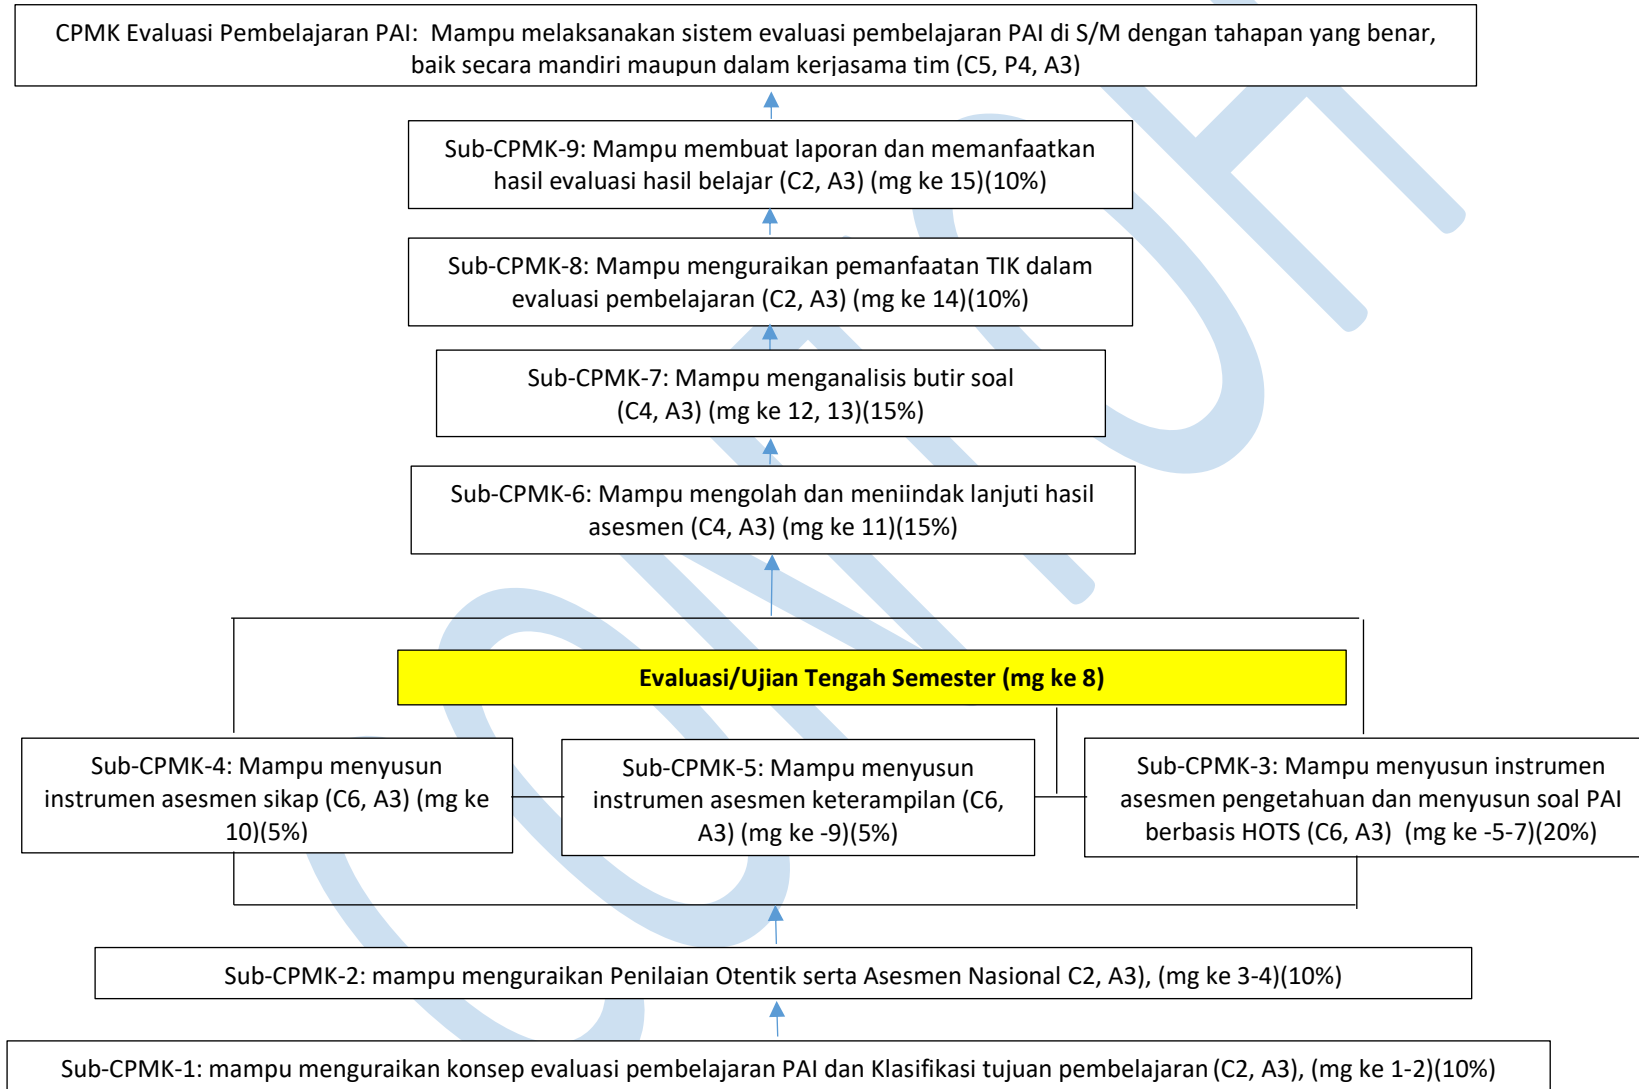 CPMK Evaluasi Pembelajaran PAI: Mampu melaksanakan sistem evaluasi pembelajaran PAI di S/M dengan tahapan yang benar,
baik secara mandiri maupun dalam kerjasama tim (C5, P4, A3)
Sub-CPMK-9: Mampu membuat laporan dan memanfaatkan
hasil evaluasi hasil belajar (C2, A3) (mg ke 15)(10%)
Sub-CPMK-8: Mampu menguraikan pemanfaatan TIK dalam
evaluasi pembelajaran (C2, A3) (mg ke 14)(10%)
Sub-CPMK-7: Mampu menganalisis butir soal
(C4, A3) (mg ke 12, 13)(15%)
Sub-CPMK-6: Mampu mengolah dan meniindak lanjuti hasil
asesmen (C4, A3) (mg ke 11)(15%)
Evaluasi/Ujian Tengah Semester (mg ke 8)
Sub-CPMK-4: Mampu menyusun
instrumen asesmen sikap (C6, A3) (mg ke
10)(5%)
Sub-CPMK-5: Mampu menyusun
instrumen asesmen keterampilan (C6,
A3) (mg ke -9)(5%)
Sub-CPMK-3: Mampu menyusun instrumen
asesmen pengetahuan dan menyusun soal PAI
berbasis HOTS (C6, A3) (mg ke -5-7)(20%)
Sub-CPMK-2: mampu menguraikan Penilaian Otentik serta Asesmen Nasional C2, A3), (mg ke 3-4)(10%)
Sub-CPMK-1: mampu menguraikan konsep evaluasi pembelajaran PAI dan Klasifikasi tujuan pembelajaran (C2, A3), (mg ke 1-2)(10%)
CONTOH